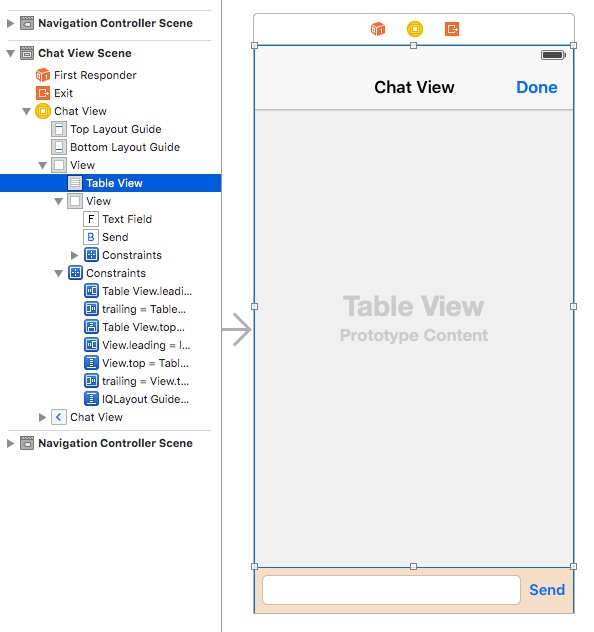 Navigation Controller Scene
Chat View Scene
First Responder
Exit
Chat View
Top Layout Guide
Bottom Layout Guide
View
Table View
View
F Text Field
B Send
Constraints
Constraints
Table View.leadi...
trailing = Table...
Table View.top...
View.leading = l...
View.top = Tabl...
trailing = View.t...
IQLayout Guide...
Chat View
Navigation Controller Scene
Chat View
Done
Table View
Prototype Content
Send